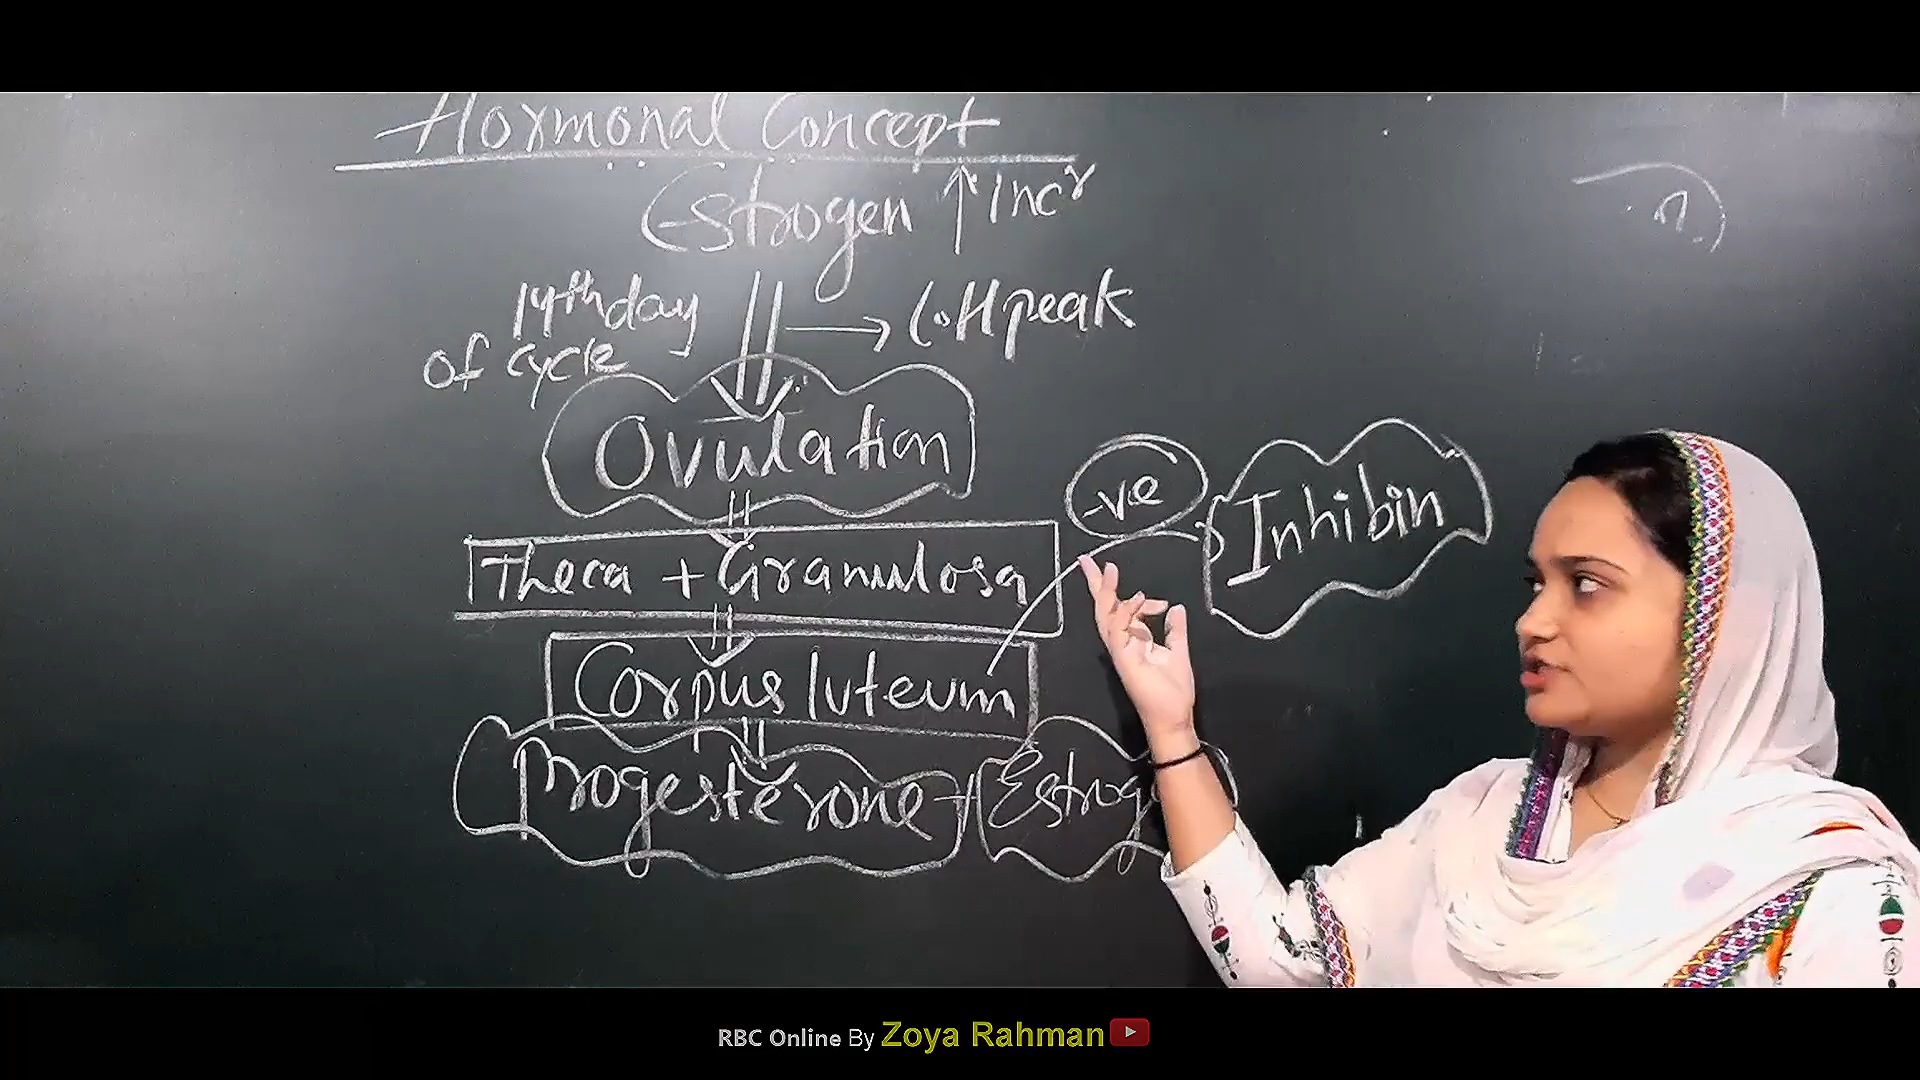 Hormonal Concept
Estrogen ↑ Incr
14th day
of cycle
→ L.H peak
Ovulation
-ve
Inhibin
Theca + Granulosa
Corpus luteum
Progesterone + Estrog
RBC Online By Zoya Rahman